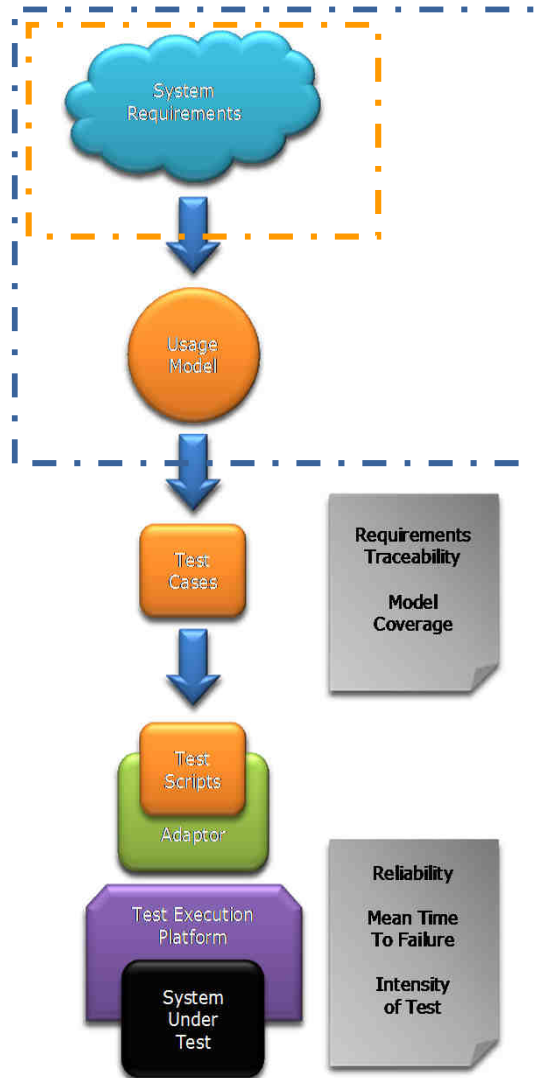 System
Requirements
Usage
Model
Test
Cases
Requirements
Traceability
Model
Coverage
Test
Scripts
Adaptor
Test Execution
Platform
System
Under
Test
Reliability
Mean Time
To Failure
Intensity
of Test